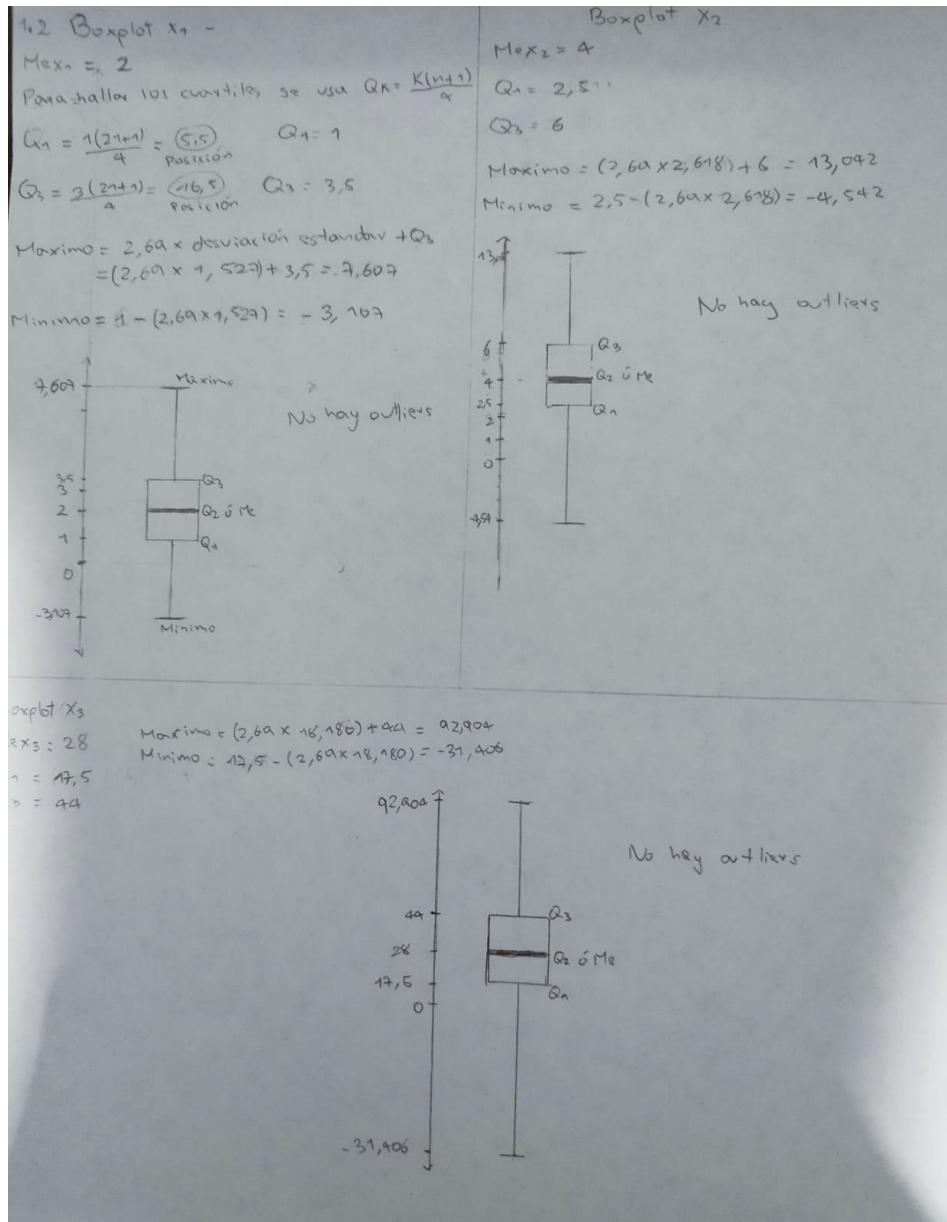 1.2 Boxplot x₁ -
Mex₁ = 2
Para hallar los cuartiles se usa Qk = K(n+1)/4
Q₁ = 1(21+1)/4 = 5,5 Q₁ = 1
Posición
Q₃ = 3(21+1)/4 = 16,5 Q₃ = 3,5
Posición
Maximo = 2,69 x desviación estandar + Q₃
= (2,69 x 1,527) + 3,5 = 7,607
Minimo = 1 - (2,69 x 1,527) = - 3,107
7,607
Máximo
No hay outliers
3,5
3
Q₃
2
Q₂ ó Me
1
Q₁
0
-3,107
Minimo
Boxplot x₂
Mex₂ = 4
Q₁ = 2,5
Q₃ = 6
Maximo = (2,69 x 2,618) + 6 = 13,042
Minimo = 2,5 - (2,69 x 2,618) = -4,542
13,04
No hay outliers
6
Q₃
4
Q₂ ó Me
2,5
Q₁
2
1
0
-4,54
oxplot X₃
ex₃ : 28
= 17,5
= 44
Maximo = (2,69 x 18,180) + 44 = 92,904
Minimo : 17,5 - (2,69 x 18,180) = -31,406
92,904
No hay outliers
44
Q₃
28
Q₂ ó Me
17,5
Q₁
0
-31,406